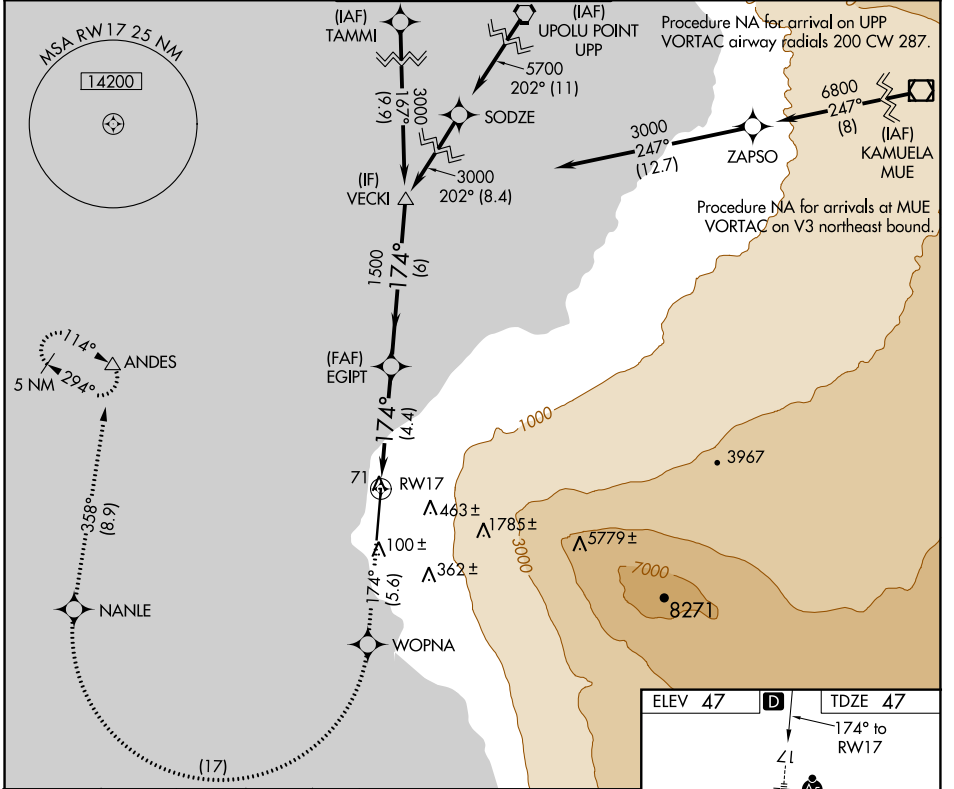 MSA RW17 25 NM
14200
(IAF)
TAMMI
(IAF)
UPOLU POINT
UPP
Procedure NA for arrival on UPP
VORTAC airway radials 200 CW 287.
5700
202° (11)
3000
167°
(9.9)
SODZE
6800
247°
(8)
(IAF)
KAMUELA
MUE
3000
247°
(12.7)
ZAPSO
(IF)
VECKI
3000
202° (8.4)
Procedure NA for arrivals at MUE
VORTAC on V3 northeast bound.
1500
174°
(6)
114°
ANDES
5 NM
294°
(FAF)
EGIPT
174°
(4.4)
1000
3967
71
RW17
463±
1785±
358°
(8.9)
100±
3000
5779±
362±
7000
174°
(5.6)
8271
NANLE
WOPNA
(17)
ELEV 47
D
TDZE 47
174° to
RW17
17